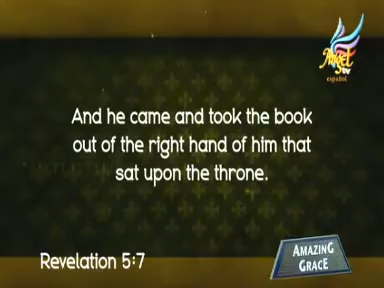 Angel
TV
español
And he came and took the book
out of the right hand of him that
sat upon the throne.
Revelation 5:7
AMAZING
GRACE